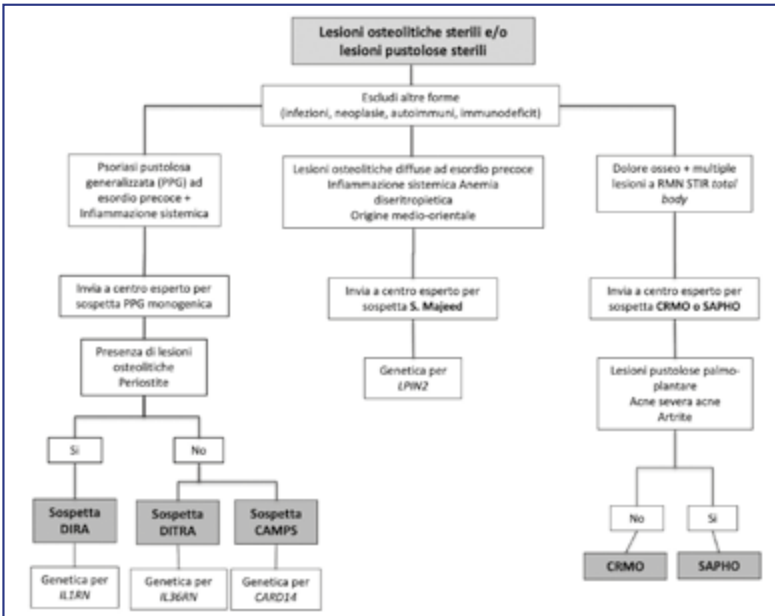 Lesioni osteolitiche sterili e/o
lesioni pustolose sterili
Escludi altre forme
(infezioni, neoplasie, autoimmuni, immunodeficit)
Psoriasi pustolosa
generalizzata (PPG) ad
esordio precoce +
Infiammazione sistemica
Lesioni osteolitiche diffuse ad esordio precoce
Infiammazione sistemica Anemia
diseritropietica
Origine medio-orientale
Dolore osseo + multiple
lesioni a RMN STIR total
body
Invia a centro esperto per
sospetta PPG monogenica
Invia a centro esperto per
sospetta S. Majeed
Invia a centro esperto per
sospetta CRMO o SAPHO
Presenza di lesioni
osteolitiche
Periostite
Genetica per
LPIN2
Lesioni pustolose palmo-
plantare
Acne severa acne
Artrite
Si
No
Sospetta
DIRA
Sospetta
DITRA
Sospetta
CAMPS
No
Si
CRMO
SAPHO
Genetica per
IL1RN
Genetica per
IL36RN
Genetica per
CARD14